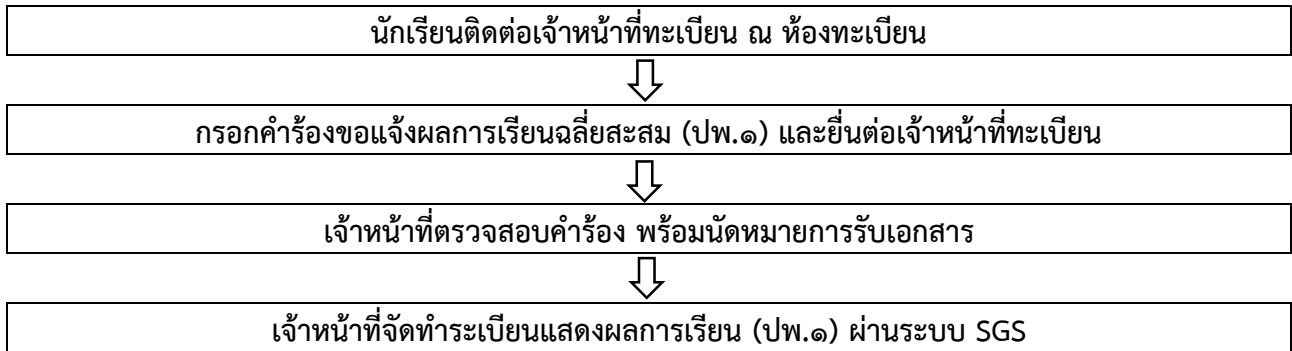 นักเรียนติดต่อเจ้าหน้าที่ทะเบียน ณ ห้องทะเบียน
กรอกคำร้องขอแจ้งผลการเรียนฉลี่ยสะสม (ปพ.๑) และยื่นต่อเจ้าหน้าที่ทะเบียน
เจ้าหน้าที่ตรวจสอบคำร้อง พร้อมนัดหมายการรับเอกสาร
เจ้าหน้าที่จัดทำระเบียนแสดงผลการเรียน (ปพ.๑) ผ่านระบบ SGS